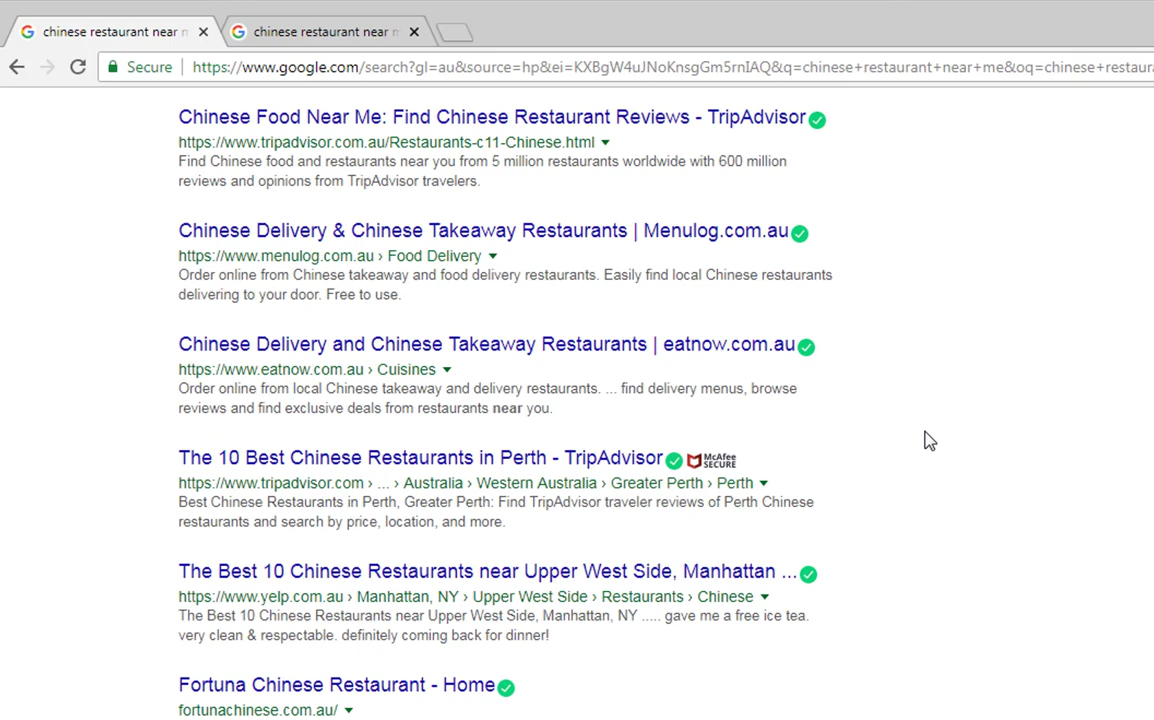 chinese restaurant near
chinese restaurant near
Secure https://www.google.com/search?gl=au&source=hp&ei=KXBgW4uJNoKnsgGm5rnIAQ&q=chinese+restaurant+near+me&oq=chinese+restaura
Chinese Food Near Me: Find Chinese Restaurant Reviews - TripAdvisor
https://www.tripadvisor.com.au/Restaurants-c11-Chinese.html
Find Chinese food and restaurants near you from 5 million restaurants worldwide with 600 million
reviews and opinions from TripAdvisor travelers.
Chinese Delivery & Chinese Takeaway Restaurants | Menulog.com.au
https://www.menulog.com.au › Food Delivery
Order online from Chinese takeaway and food delivery restaurants. Easily find local Chinese restaurants
delivering to your door. Free to use.
Chinese Delivery and Chinese Takeaway Restaurants | eatnow.com.au
https://www.eatnow.com.au › Cuisines
Order online from local Chinese takeaway and delivery restaurants. ... find delivery menus, browse
reviews and find exclusive deals from restaurants near you.
The 10 Best Chinese Restaurants in Perth - TripAdvisor McAfee SECURE
https://www.tripadvisor.com › ... › Australia › Western Australia › Greater Perth › Perth
Best Chinese Restaurants in Perth, Greater Perth: Find TripAdvisor traveler reviews of Perth Chinese
restaurants and search by price, location, and more.
The Best 10 Chinese Restaurants near Upper West Side, Manhattan ...
https://www.yelp.com.au › Manhattan, NY › Upper West Side › Restaurants › Chinese
The Best 10 Chinese Restaurants near Upper West Side, Manhattan, NY ..... gave me a free ice tea.
very clean & respectable. definitely coming back for dinner!
Fortuna Chinese Restaurant - Home
fortunachinese.com.au/